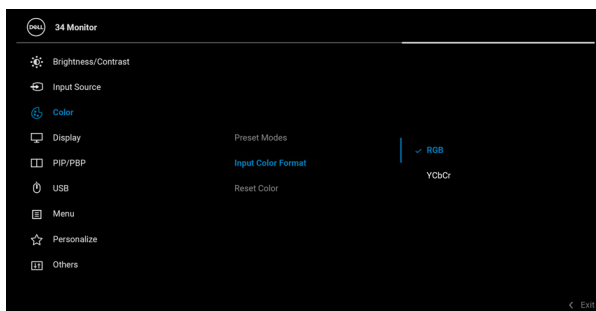 DELL
34 Monitor
Brightness/Contrast
Input Source
Color
Display
Preset Modes
RGB
PIP/PBP
Input Color Format
YCbCr
USB
Reset Color
Menu
Personalize
Others
Exit